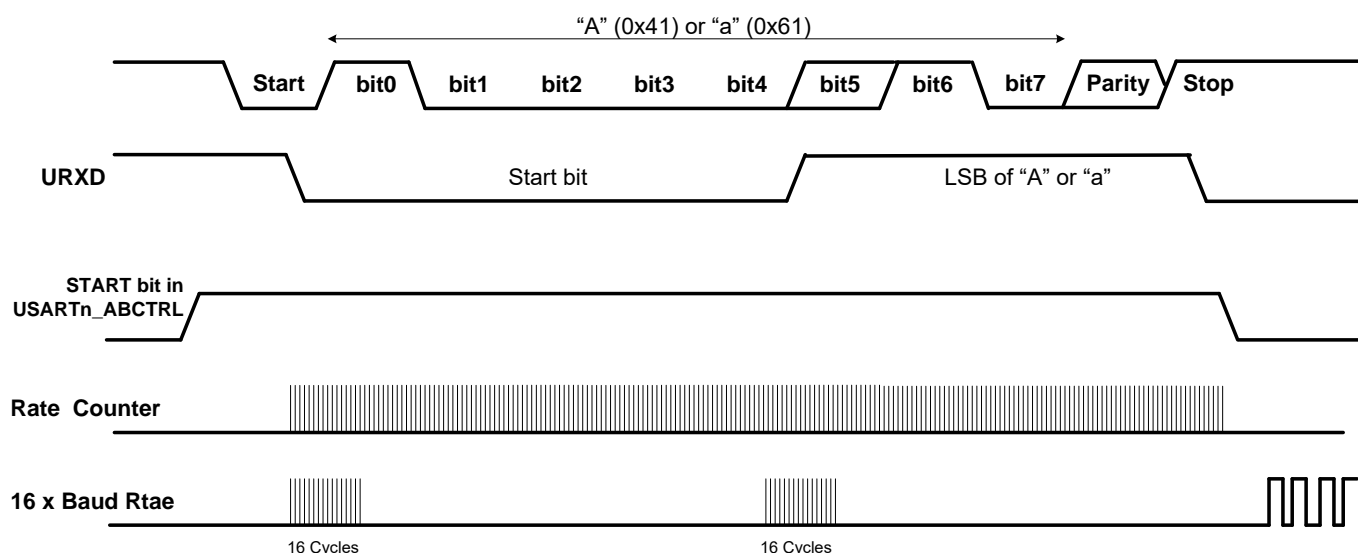 “A” (0x41) or “a” (0x61)
Start bit0 bit1 bit2 bit3 bit4 bit5 bit6 bit7 Parity Stop
URXD Start bit LSB of “A” or “a”
START bit in
USARTn_ABCTRL
Rate Counter
16 x Baud Rtae
16 Cycles 16 Cycles